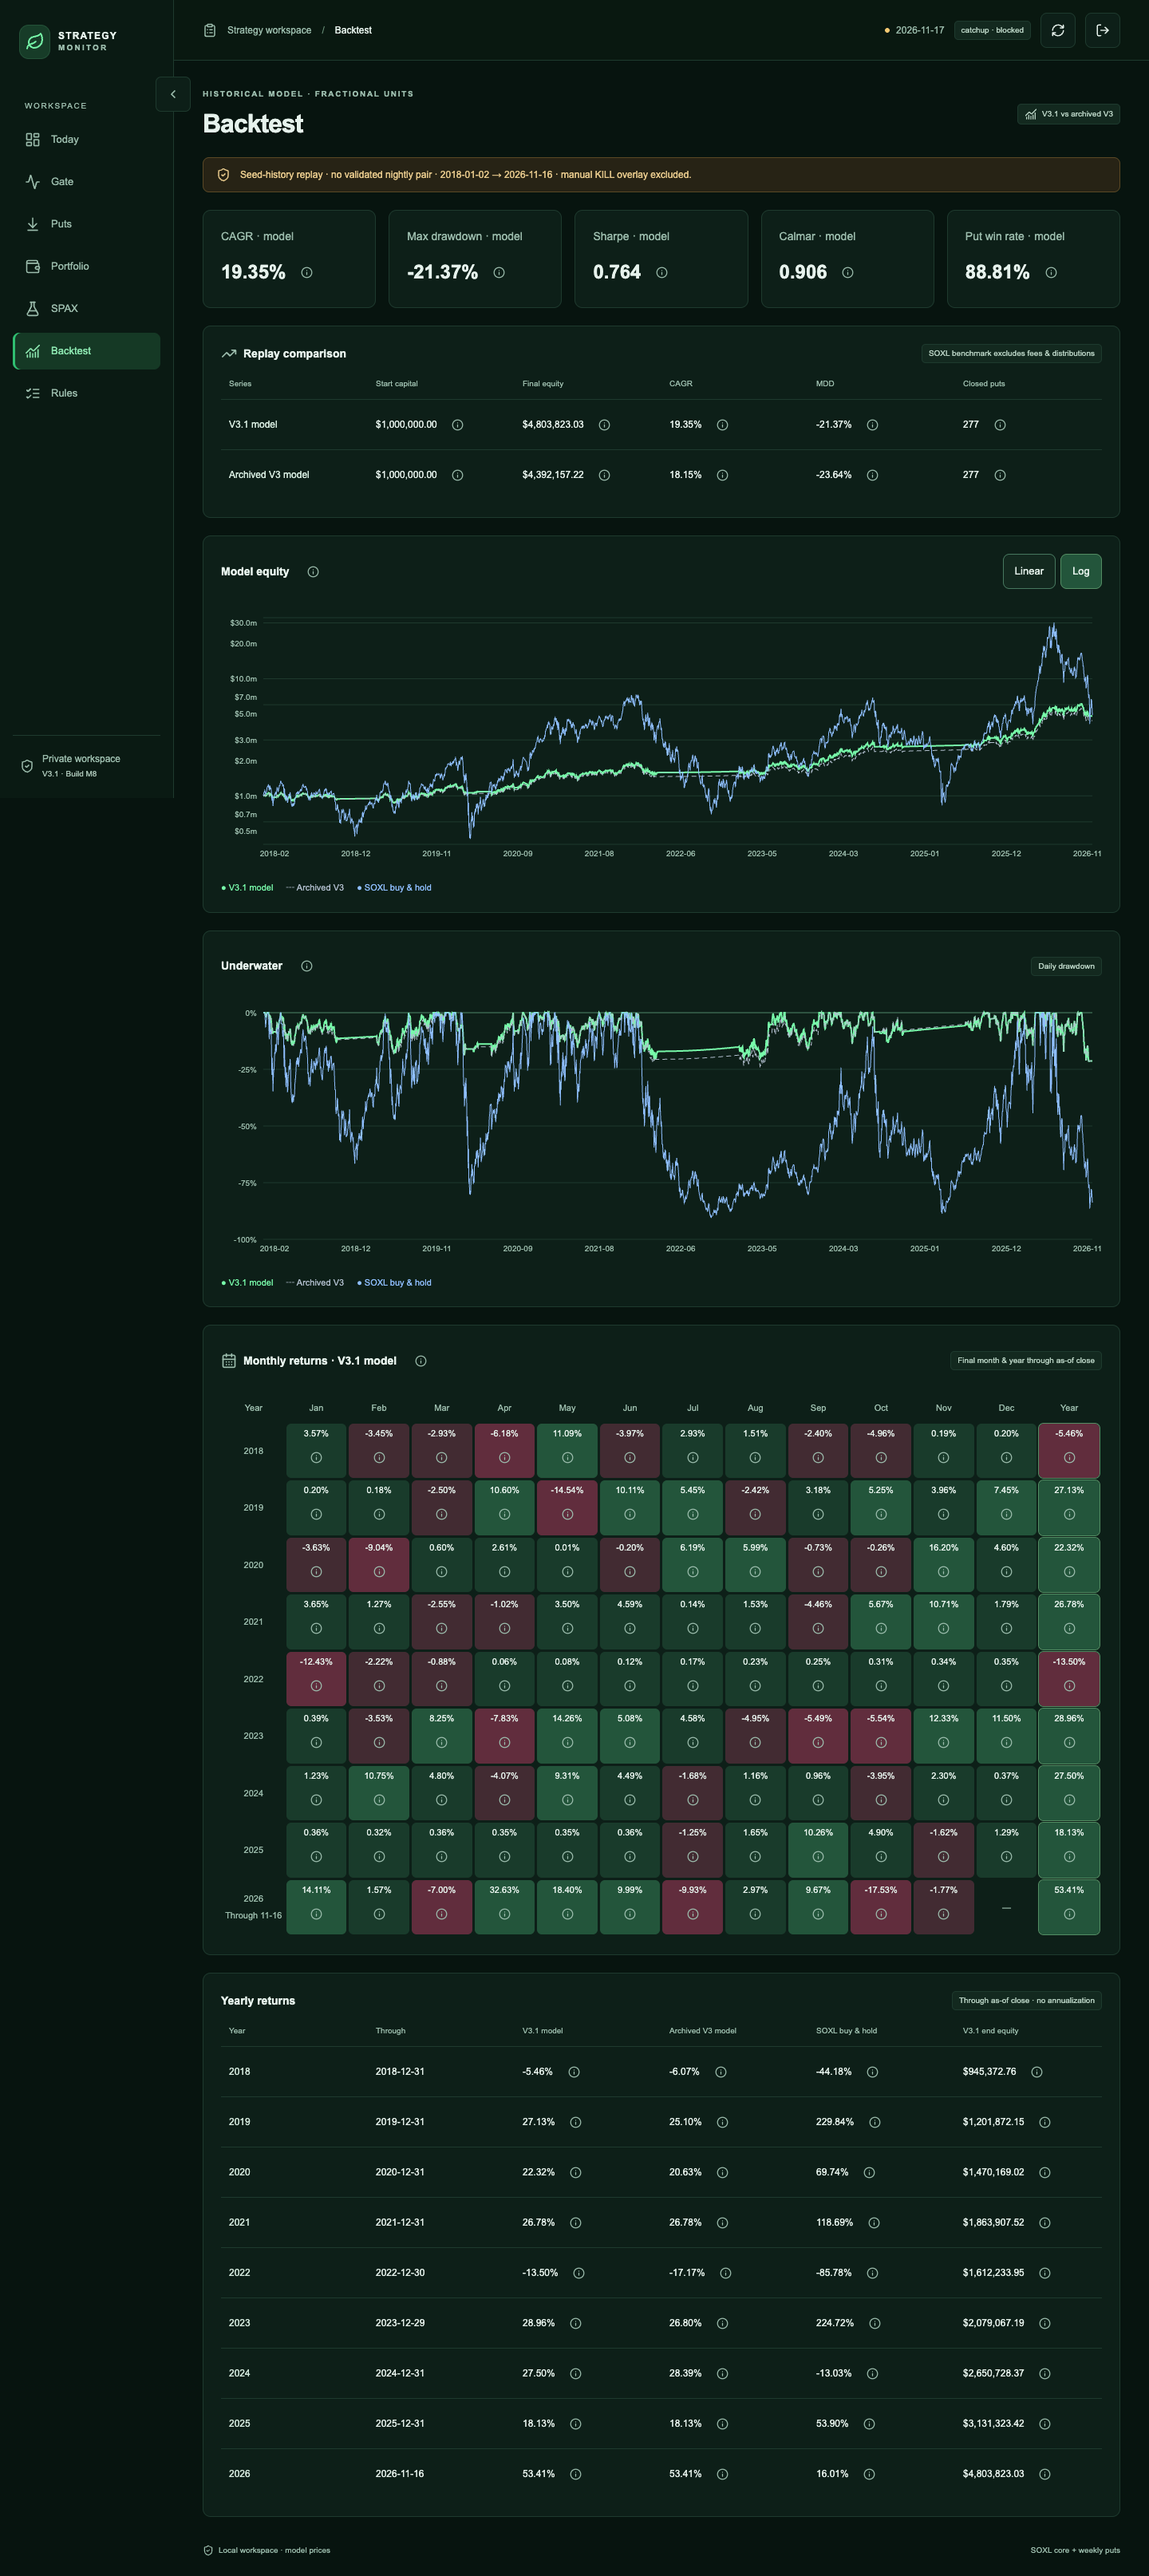 STRATEGY
MONITOR
WORKSPACE
Today
Gate
Puts
Portfolio
SPAX
Backtest
Rules
Private workspace
V3.1 · Build M8
Strategy workspace / Backtest
2026-11-17
catchup · blocked
HISTORICAL MODEL · FRACTIONAL UNITS
Backtest
V3.1 vs archived V3
Seed-history replay · no validated nightly pair · 2018-01-02 → 2026-11-16 · manual KILL overlay excluded.
CAGR · model
19.35%
Max drawdown · model
-21.37%
Sharpe · model
0.764
Calmar · model
0.906
Put win rate · model
88.81%
Replay comparison
SOXL benchmark excludes fees & distributions
Series Start capital Final equity CAGR MDD Closed puts
V3.1 model $1,000,000.00 $4,803,823.03 19.35% -21.37% 277
Archived V3 model $1,000,000.00 $4,392,157.22 18.15% -23.64% 277
Model equity
Linear
Log
$30.0m
$20.0m
$10.0m
$7.0m
$5.0m
$3.0m
$2.0m
$1.0m
$0.7m
$0.5m
2018-02 2018-12 2019-11 2020-09 2021-08 2022-06 2023-05 2024-03 2025-01 2025-12 2026-11
V3.1 model Archived V3 SOXL buy & hold
Underwater
Daily drawdown
0%
-25%
-50%
-75%
-100%
2018-02 2018-12 2019-11 2020-09 2021-08 2022-06 2023-05 2024-03 2025-01 2025-12 2026-11
V3.1 model Archived V3 SOXL buy & hold
Monthly returns · V3.1 model
Final month & year through as-of close
Year Jan Feb Mar Apr May Jun Jul Aug Sep Oct Nov Dec Year
2018 3.57% -3.45% -2.93% -6.18% 11.09% -3.97% 2.93% 1.51% -2.40% -4.96% 0.19% 0.20% -5.46%
2019 0.20% 0.18% -2.50% 10.60% -14.54% 10.11% 5.45% -2.42% 3.18% 5.25% 3.96% 7.45% 27.13%
2020 -3.63% -9.04% 0.60% 2.61% 0.01% -0.20% 6.19% 5.99% -0.73% -0.26% 16.20% 4.60% 22.32%
2021 3.65% 1.27% -2.55% -1.02% 3.50% 4.59% 0.14% 1.53% -4.46% 5.67% 10.71% 1.79% 26.78%
2022 -12.43% -2.22% -0.88% 0.06% 0.08% 0.12% 0.17% 0.23% 0.25% 0.31% 0.34% 0.35% -13.50%
2023 0.39% -3.53% 8.25% -7.83% 14.26% 5.08% 4.58% -4.95% -5.49% -5.54% 12.33% 11.50% 28.96%
2024 1.23% 10.75% 4.80% -4.07% 9.31% 4.49% -1.68% 1.16% 0.96% -3.95% 2.30% 0.37% 27.50%
2025 0.36% 0.32% 0.36% 0.35% 0.35% 0.36% -1.25% 1.65% 10.26% 4.90% -1.62% 1.29% 18.13%
2026 14.11% 1.57% -7.00% 32.63% 18.40% 9.99% -9.93% 2.97% 9.67% -17.53% -1.77% — 53.41%
Through 11-16
Yearly returns
Through as-of close · no annualization
Year Through V3.1 model Archived V3 model SOXL buy & hold V3.1 end equity
2018 2018-12-31 -5.46% -6.07% -44.18% $945,372.76
2019 2019-12-31 27.13% 25.10% 229.84% $1,201,872.15
2020 2020-12-31 22.32% 20.63% 69.74% $1,470,169.02
2021 2021-12-31 26.78% 26.78% 118.69% $1,863,907.52
2022 2022-12-30 -13.50% -17.17% -85.78% $1,612,233.95
2023 2023-12-29 28.96% 26.80% 224.72% $2,079,067.19
2024 2024-12-31 27.50% 28.39% -13.03% $2,650,728.37
2025 2025-12-31 18.13% 18.13% 53.90% $3,131,323.42
2026 2026-11-16 53.41% 53.41% 16.01% $4,803,823.03
Local workspace · model prices
SOXL core + weekly puts